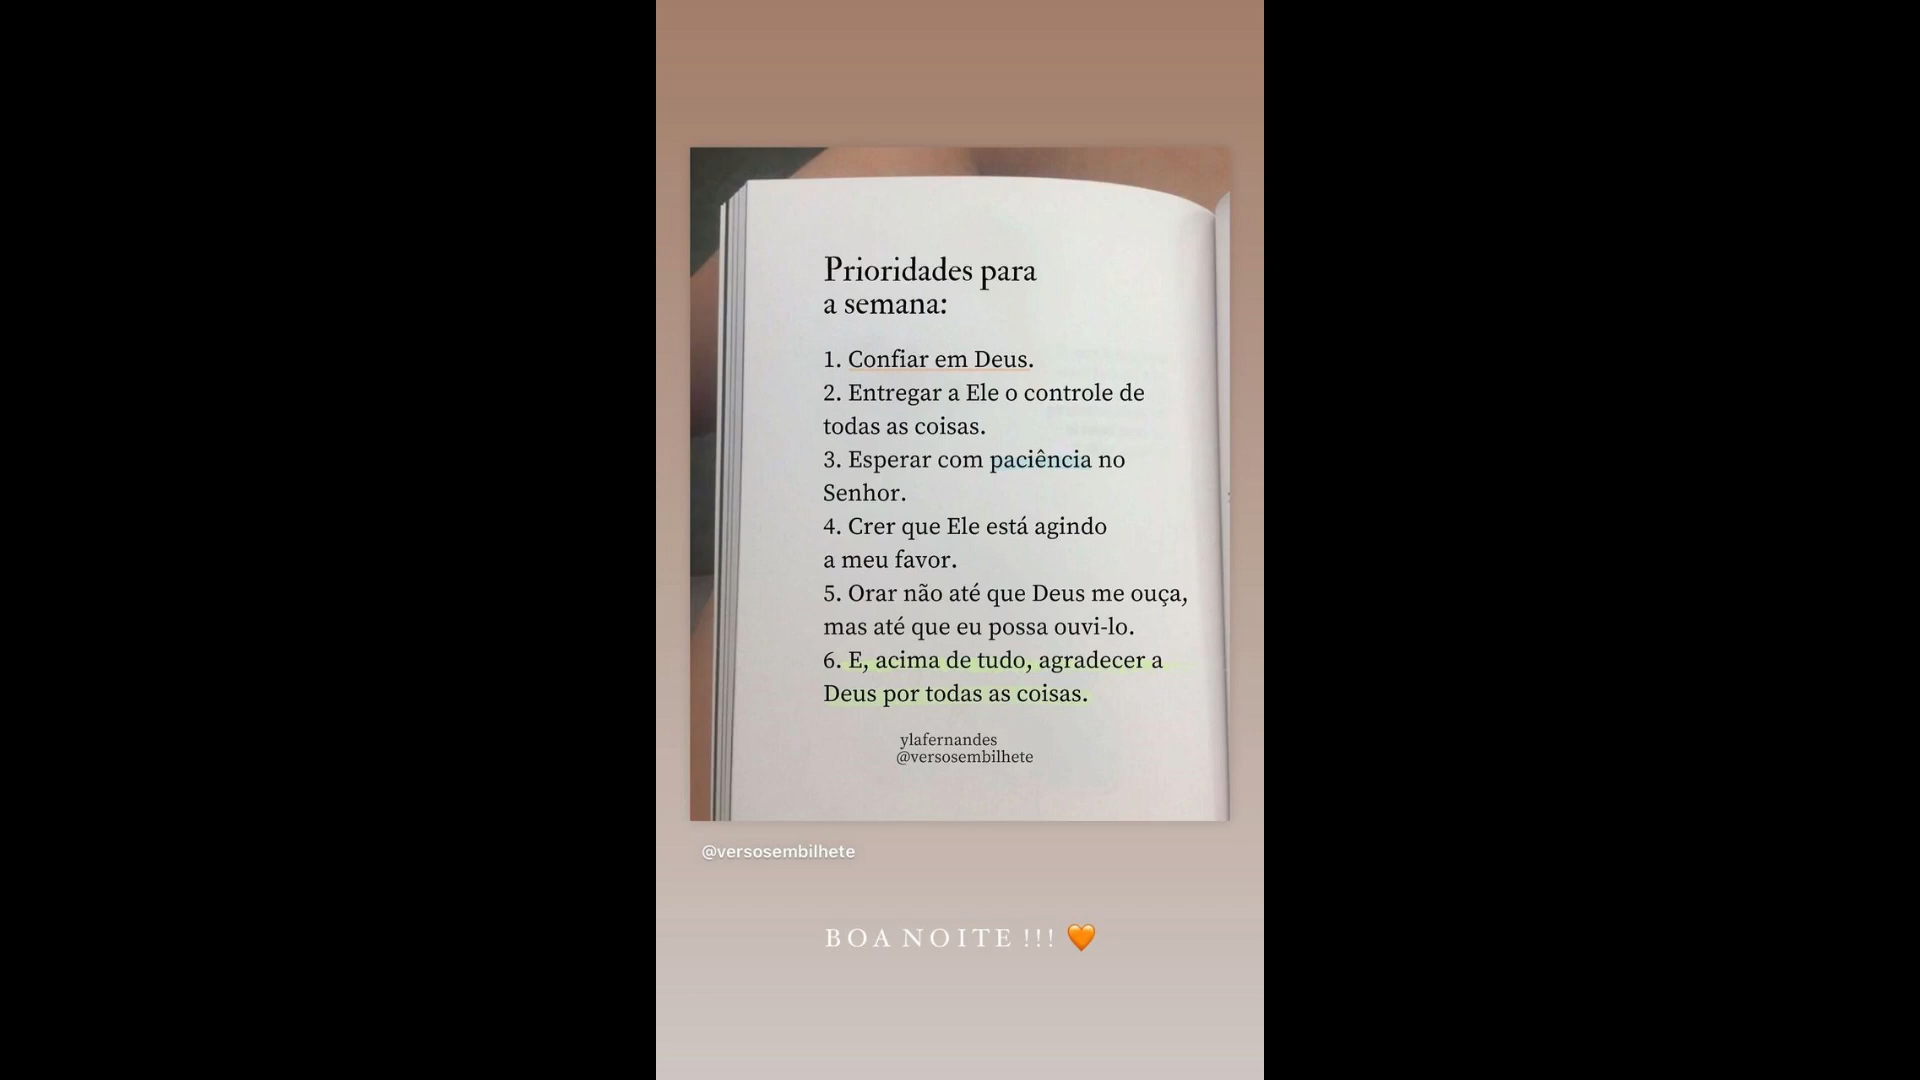 Prioridades para
a semana:
1. Confiar em Deus.
2. Entregar a Ele o controle de
todas as coisas.
3. Esperar com paciência no
Senhor.
4. Crer que Ele está agindo
a meu favor.
5. Orar não até que Deus me ouça,
mas até que eu possa ouvi-lo.
6. E, acima de tudo, agradecer a
Deus por todas as coisas.
ylafernandes
@versosembilhete
@versosembilhete
BOA NOITE !!! 🧡